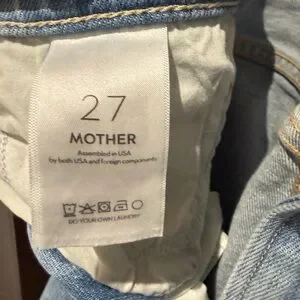 27
MOTHER
Assembled in USA
by both USA and foreign components
DO YOUR OWN LAUNDRY